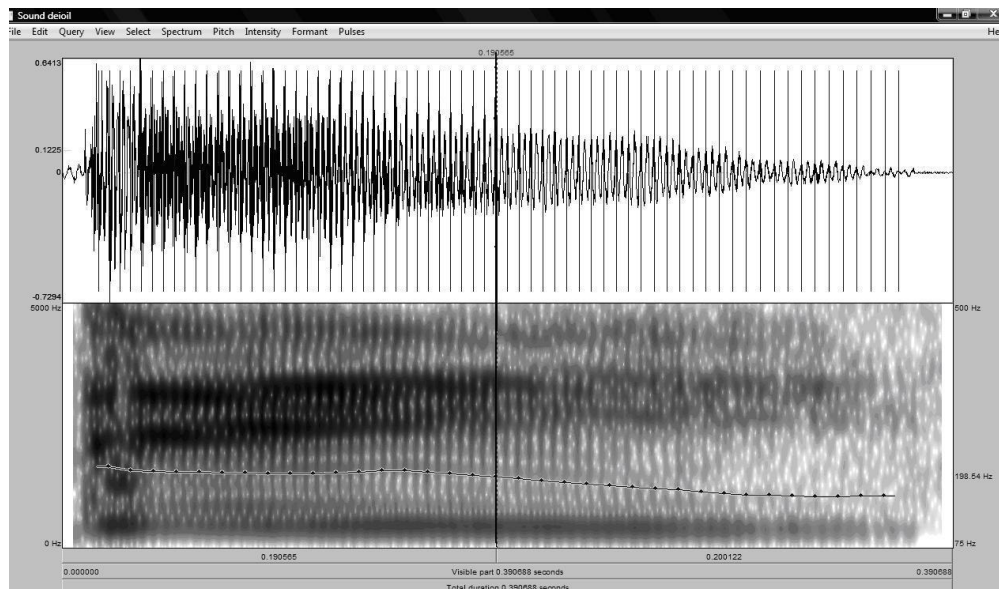 Sound deioil
File Edit Query View Select Spectrum Pitch Intensity Formant Pulses He
0.190565
0.6413
0.1225
0
-0.7294
5000 Hz 500 Hz
198.54 Hz
0 Hz 75 Hz
0.190565 0.200122
0.000000 Visible part 0.390688 seconds 0.390688
Total duration 0.390688 seconds